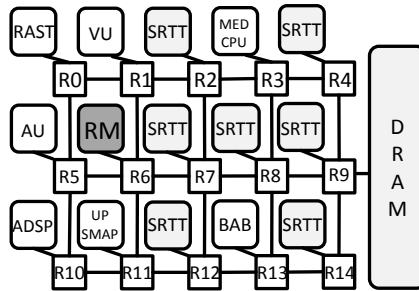 RAST VU SRTT MED CPU SRTT
R0 R1 R2 R3 R4
AU RM SRTT SRTT SRTT
R5 R6 R7 R8 R9
ADSP UP SMAP SRTT BAB SRTT
R10 R11 R12 R13 R14
D
R
A
M